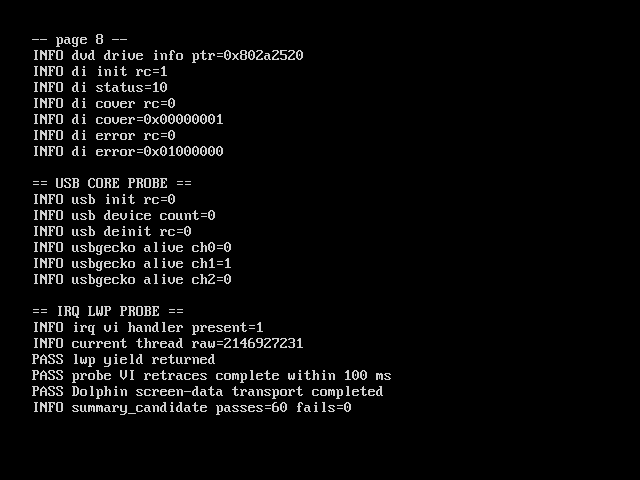 -- page 8 --
INFO dvd drive info ptr=0x802a2520
INFO di init rc=1
INFO di status=10
INFO di cover rc=0
INFO di cover=0x00000001
INFO di error rc=0
INFO di error=0x01000000
== USB CORE PROBE ==
INFO usb init rc=0
INFO usb device count=0
INFO usb deinit rc=0
INFO usbgecko alive ch0=0
INFO usbgecko alive ch1=1
INFO usbgecko alive ch2=0
== IRQ LWP PROBE ==
INFO irq vi handler present=1
INFO current thread raw=2146927231
PASS lwp yield returned
PASS probe VI retraces complete within 100 ms
PASS Dolphin screen-data transport completed
INFO summary_candidate passes=60 fails=0